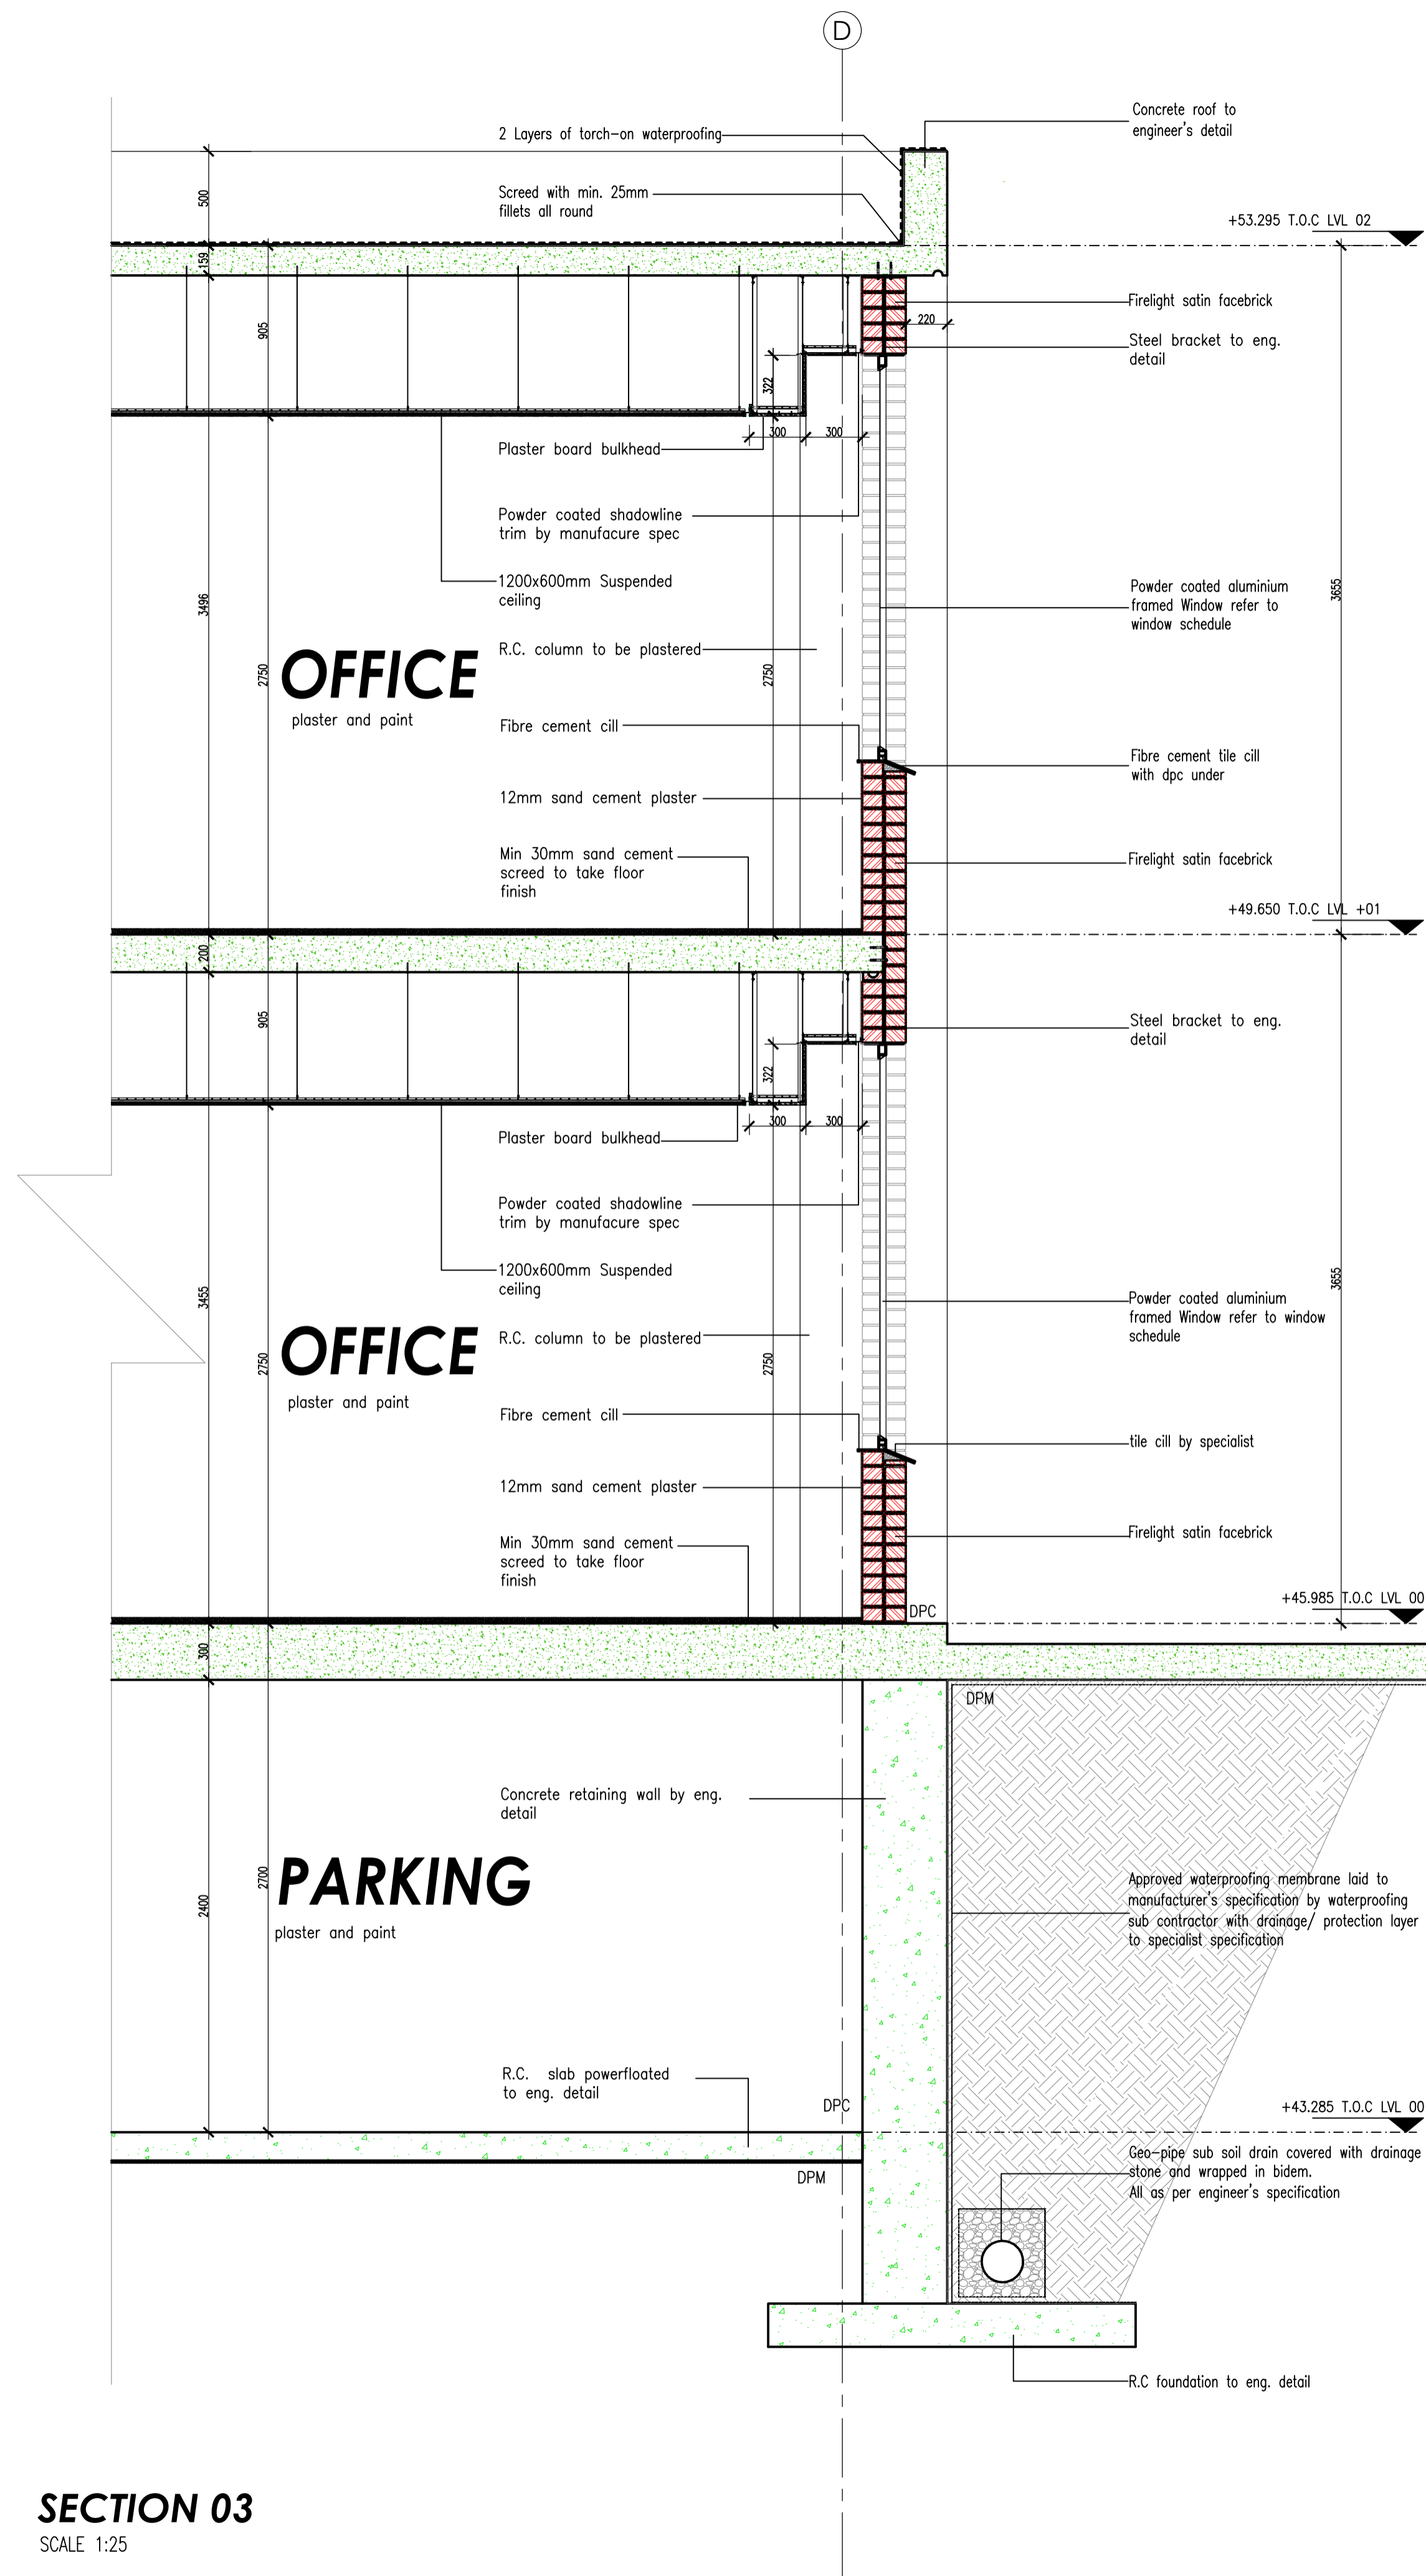 D
2 Layers of torch-on waterproofing
Concrete roof to
engineer's detail
500
Screed with min. 25mm
fillets all round
+53.295 T.O.C LVL 02
159
905
Firelight satin facebrick
220
Steel bracket to eng.
detail
322
300
300
Plaster board bulkhead
Powder coated shadowline
trim by manufacure spec
1200x600mm Suspended
ceiling
3496
Powder coated aluminium
framed Window refer to
window schedule
3655
R.C. column to be plastered
2750
OFFICE
2750
plaster and paint
Fibre cement cill
Fibre cement tile cill
with dpc under
12mm sand cement plaster
Min 30mm sand cement
screed to take floor
finish
Firelight satin facebrick
+49.650 T.O.C LVL +01
200
905
Steel bracket to eng.
detail
322
300
300
Plaster board bulkhead
Powder coated shadowline
trim by manufacure spec
1200x600mm Suspended
ceiling
3455
Powder coated aluminium
framed Window refer to window
schedule
3655
R.C. column to be plastered
2750
OFFICE
2750
plaster and paint
Fibre cement cill
tile cill by specialist
12mm sand cement plaster
Min 30mm sand cement
screed to take floor
finish
Firelight satin facebrick
DPC
+45.985 T.O.C LVL 00
300
DPM
Concrete retaining wall by eng.
detail
2400
2700
PARKING
plaster and paint
Approved waterproofing membrane laid to
manufacturer's specification by waterproofing
sub contractor with drainage/ protection layer
to specialist specification
R.C. slab powerfloated
to eng. detail
DPC
+43.285 T.O.C LVL 00
DPM
Geo-pipe sub soil drain covered with drainage
stone and wrapped in bidem.
All as per engineer's specification
R.C foundation to eng. detail
SECTION 03
SCALE 1:25